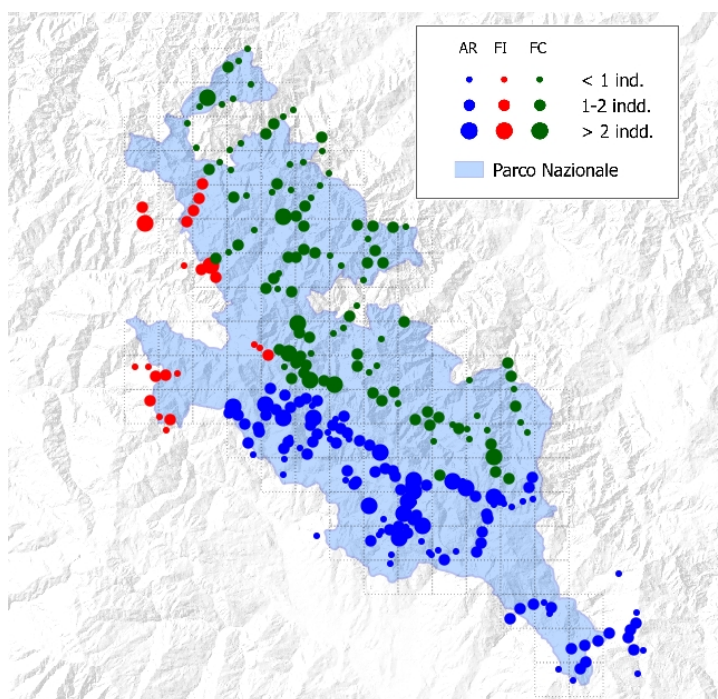 AR FI FC
< 1 ind.
1-2 indd.
> 2 indd.
Parco Nazionale